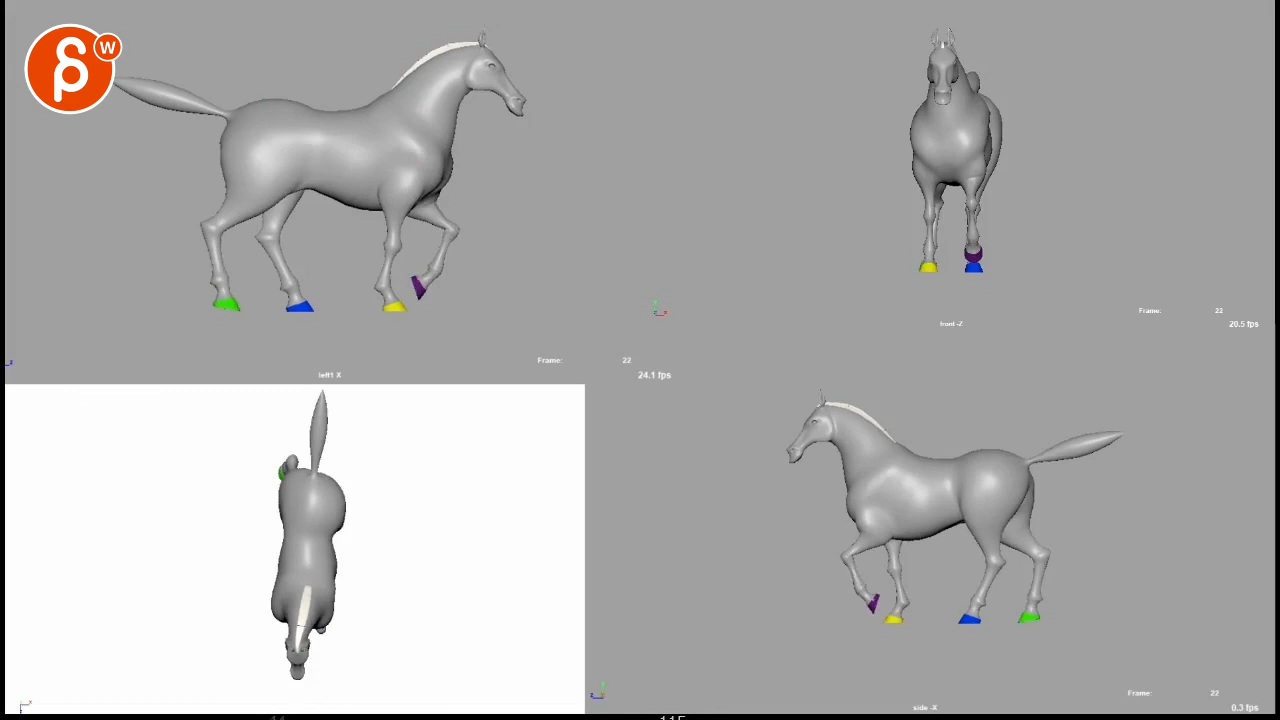 W
Frame: 22
front -Z
20.5 fps
Frame: 22
left1 X
24.1 fps
Frame: 22
side -X
0.3 fps